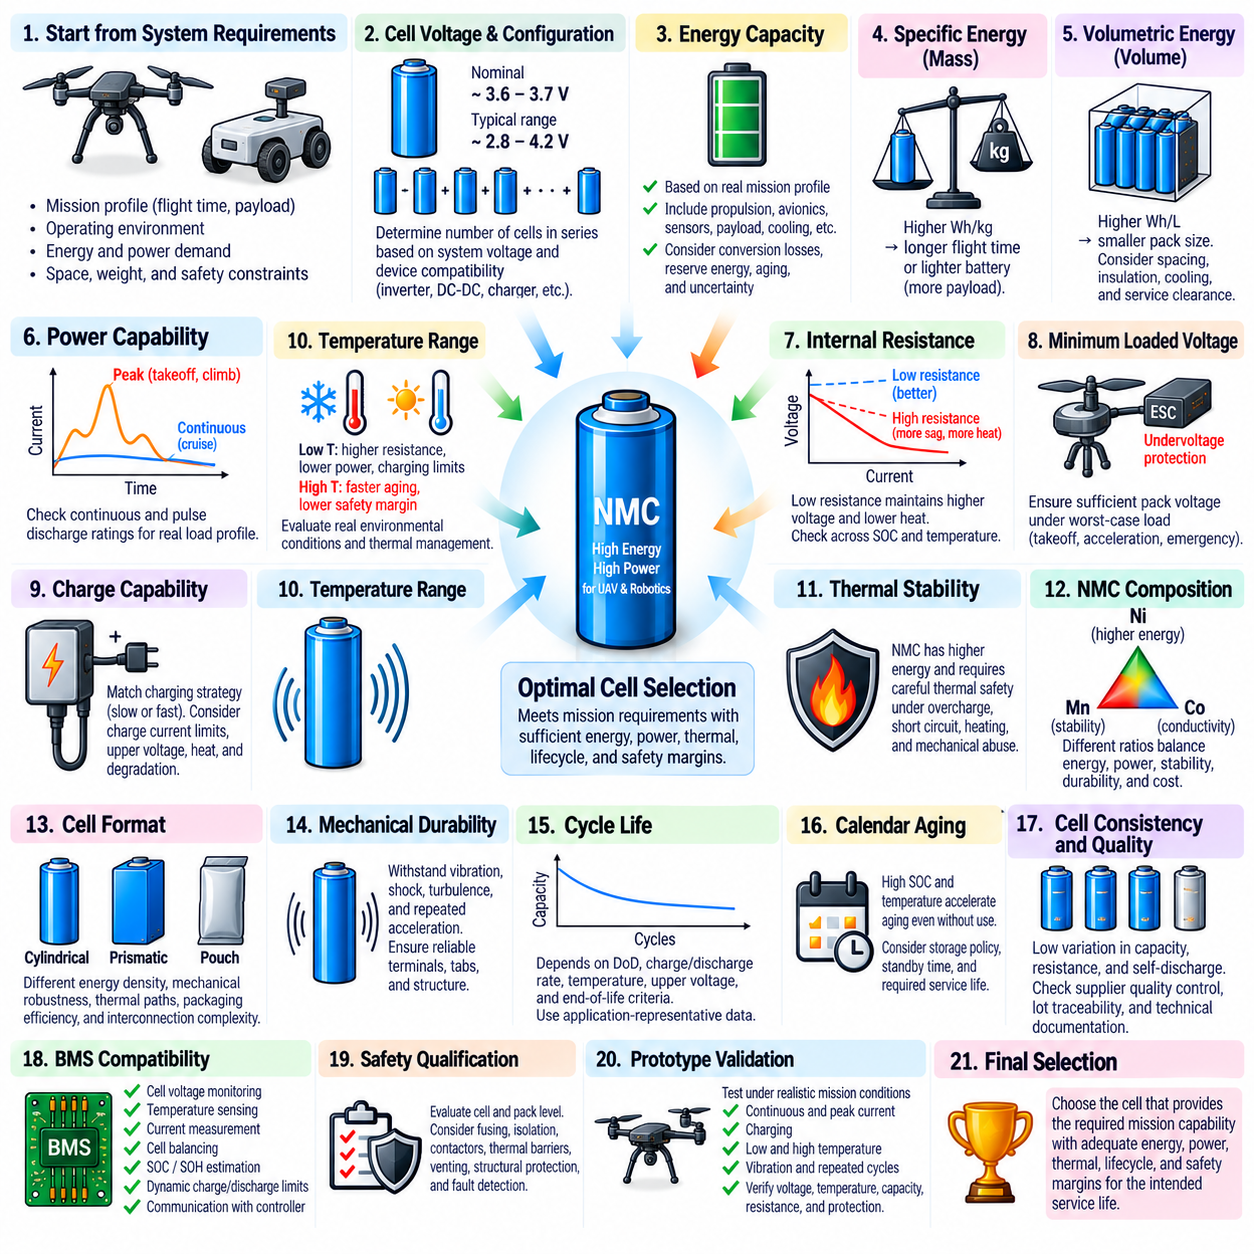 1. Start from System Requirements
• Mission profile (flight time, payload)
• Operating environment
• Energy and power demand
• Space, weight, and safety constraints
2. Cell Voltage & Configuration
Nominal
~ 3.6 – 3.7 V
Typical range
~ 2.8 – 4.2 V
- + + + · · · +
Determine number of cells in series
based on system voltage and
device compatibility
(inverter, DC-DC, charger, etc.).
3. Energy Capacity
Based on real mission profile
Include propulsion, avionics,
sensors, payload, cooling, etc.
Consider conversion losses,
reserve energy, aging,
and uncertainty
4. Specific Energy
(Mass)
kg
Higher Wh/kg
→ longer flight time
or lighter battery
(more payload).
5. Volumetric Energy
(Volume)
Higher Wh/L
→ smaller pack size.
Consider spacing,
insulation, cooling,
and service clearance.
6. Power Capability
Current
Peak (takeoff, climb)
Continuous
(cruise)
Time
Check continuous and pulse
discharge ratings for real load profile.
10. Temperature Range
Low T: higher resistance,
lower power, charging limits
High T: faster aging,
lower safety margin
Evaluate real environmental
conditions and thermal management.
NMC
High Energy
High Power
for UAV & Robotics
7. Internal Resistance
Voltage
Low resistance
(better)
High resistance
(more sag, more heat)
Current
Low resistance maintains higher
voltage and lower heat.
Check across SOC and temperature.
8. Minimum Loaded Voltage
ESC
Undervoltage
protection
Ensure sufficient pack voltage
under worst-case load
(takeoff, acceleration, emergency).
9. Charge Capability
+
Match charging strategy
(slow or fast). Consider
charge current limits,
upper voltage, heat, and
degradation.
10. Temperature Range
Optimal Cell Selection
Meets mission requirements with
sufficient energy, power, thermal,
lifecycle, and safety margins.
11. Thermal Stability
NMC has higher
energy and requires
careful thermal safety
under overcharge,
short circuit, heating,
and mechanical abuse.
12. NMC Composition
Ni
(higher energy)
Mn
(stability)
Co
(conductivity)
Different ratios balance
energy, power, stability,
durability, and cost.
13. Cell Format
Cylindrical Prismatic Pouch
Different energy density, mechanical
robustness, thermal paths, packaging
efficiency, and interconnection complexity.
14. Mechanical Durability
Withstand vibration,
shock, turbulence,
and repeated
acceleration.
Ensure reliable
terminals, tabs,
and structure.
15. Cycle Life
Capacity
Cycles
Depends on DoD, charge/discharge
rate, temperature, upper voltage,
and end-of-life criteria.
Use application-representative data.
16. Calendar Aging
High SOC and
temperature accelerate
aging even without use.
Consider storage policy,
standby time, and
required service life.
17. Cell Consistency
and Quality
Low variation in capacity,
resistance, and self-discharge.
Check supplier quality control,
lot traceability, and technical
documentation.
18. BMS Compatibility
BMS
Cell voltage monitoring
Temperature sensing
Current measurement
Cell balancing
SOC / SOH estimation
Dynamic charge/discharge limits
Communication with controller
19. Safety Qualification
Evaluate cell and pack level.
Consider fusing, isolation,
contactors, thermal barriers,
venting, structural protection,
and fault detection.
20. Prototype Validation
Test under realistic mission conditions
Continuous and peak current
Charging
Low and high temperature
Vibration and repeated cycles
Verify voltage, temperature, capacity,
resistance, and protection.
21. Final Selection
Choose the cell that provides
the required mission capability
with adequate energy, power,
thermal, lifecycle, and safety
margins for the intended
service life.